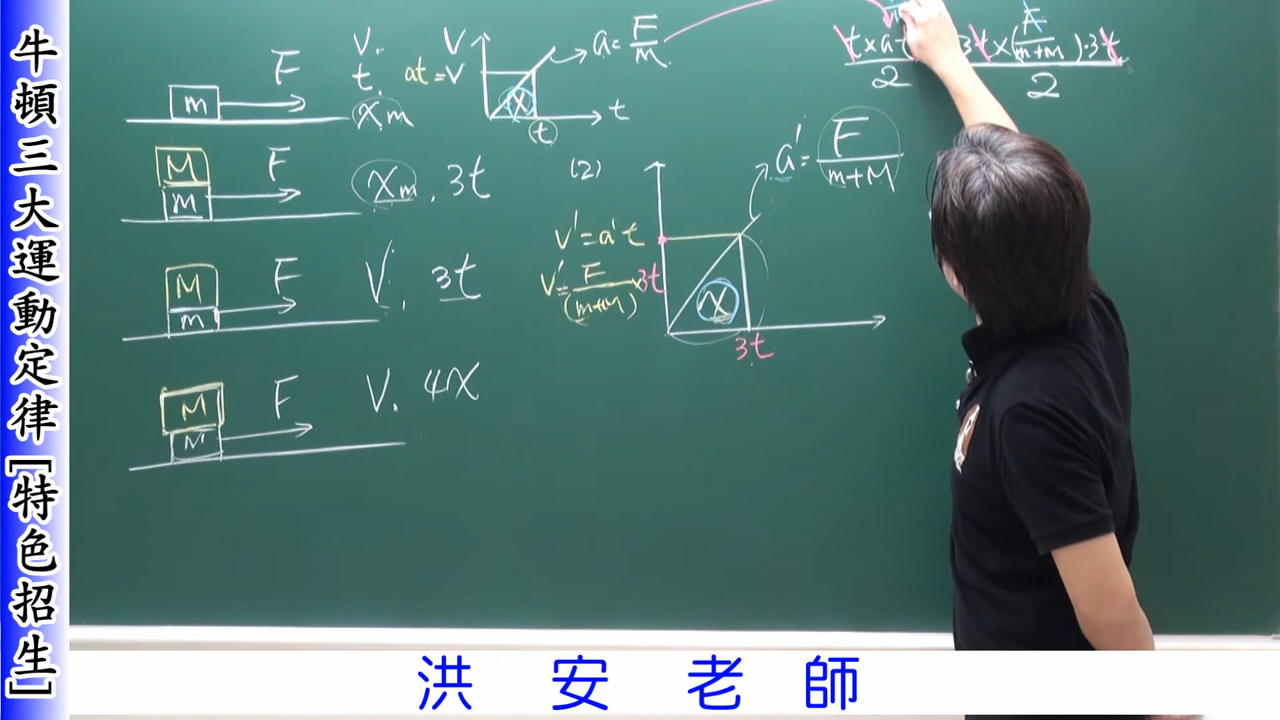 牛頓三大運動定律[特色招生]
m F
V.
t.
Xm
at=V
V
X
t
t
a=F/m
t×a
2
3t×(F/(m+M))·3t
2
M
m F
Xm, 3t
(2)
a'=F/(m+M)
V'=a't
V'=F/(m+M)×3t
X
3t
M
m F
V, 3t
M
M F
V. 4X
洪安老師